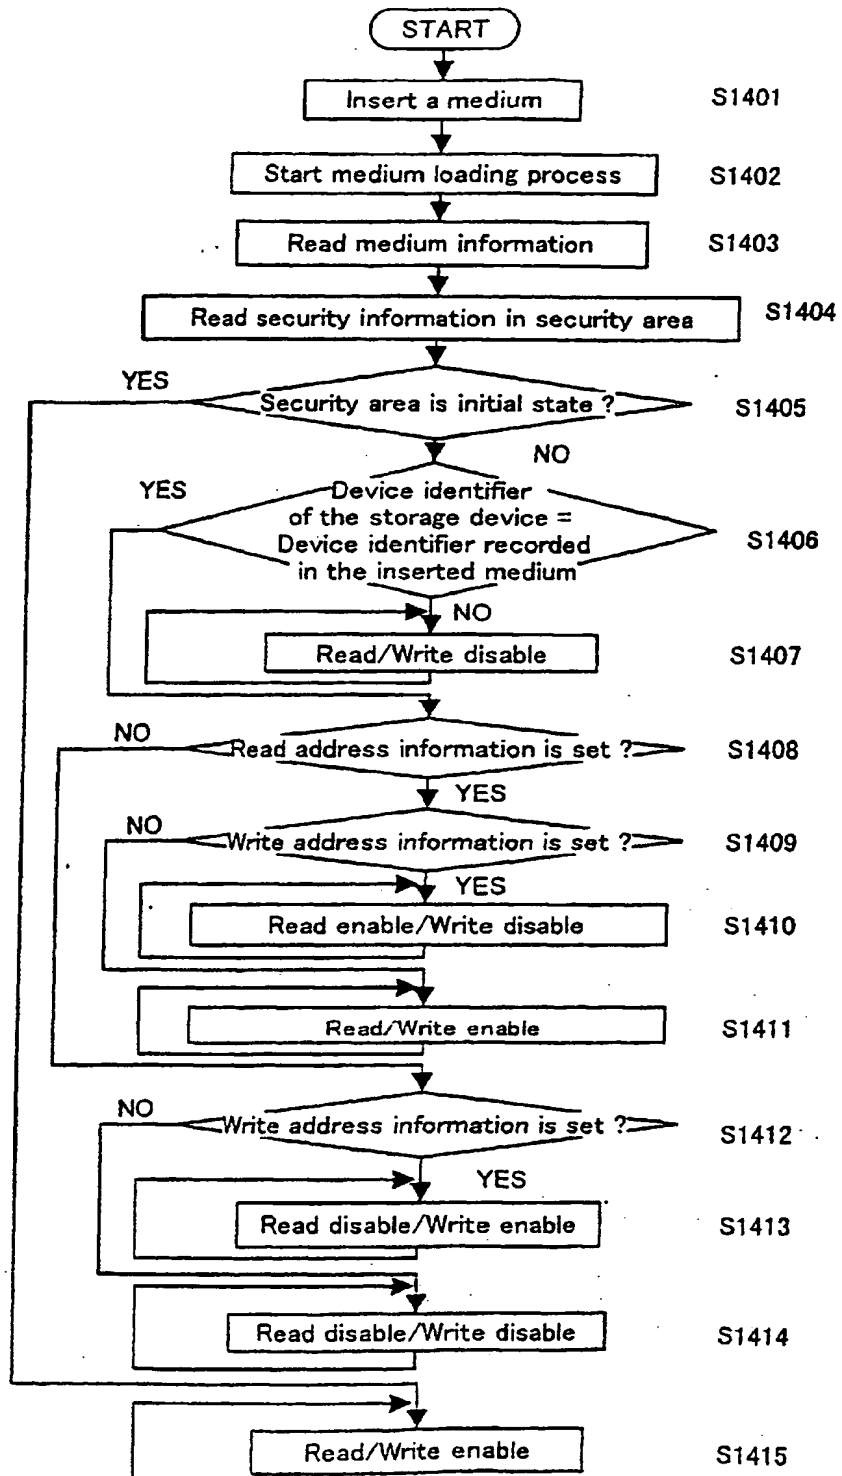 START
Insert a medium S1401
Start medium loading process S1402
Read medium information S1403
Read security information in security area S1404
YES
Security area is initial state ? S1405
NO
YES
Device identifier
of the storage device =
Device identifier recorded
in the inserted medium
S1406
NO
Read/Write disable S1407
NO
Read address information is set ? S1408
YES
NO
Write address information is set ? S1409
YES
Read enable/Write disable S1410
Read/Write enable S1411
NO
Write address information is set ? S1412
YES
Read disable/Write enable S1413
Read disable/Write disable S1414
Read/Write enable S1415